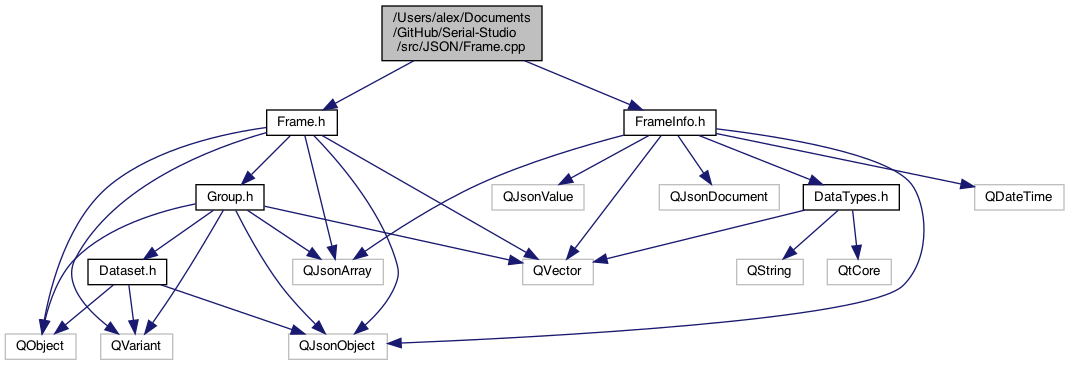 /Users/alex/Documents
/GitHub/Serial-Studio
/src/JSON/Frame.cpp
Frame.h
FrameInfo.h
Group.h
QJsonValue
QJsonDocument
DataTypes.h
QDateTime
Dataset.h
QJsonArray
QVector
QString
QtCore
QObject
QVariant
QJsonObject